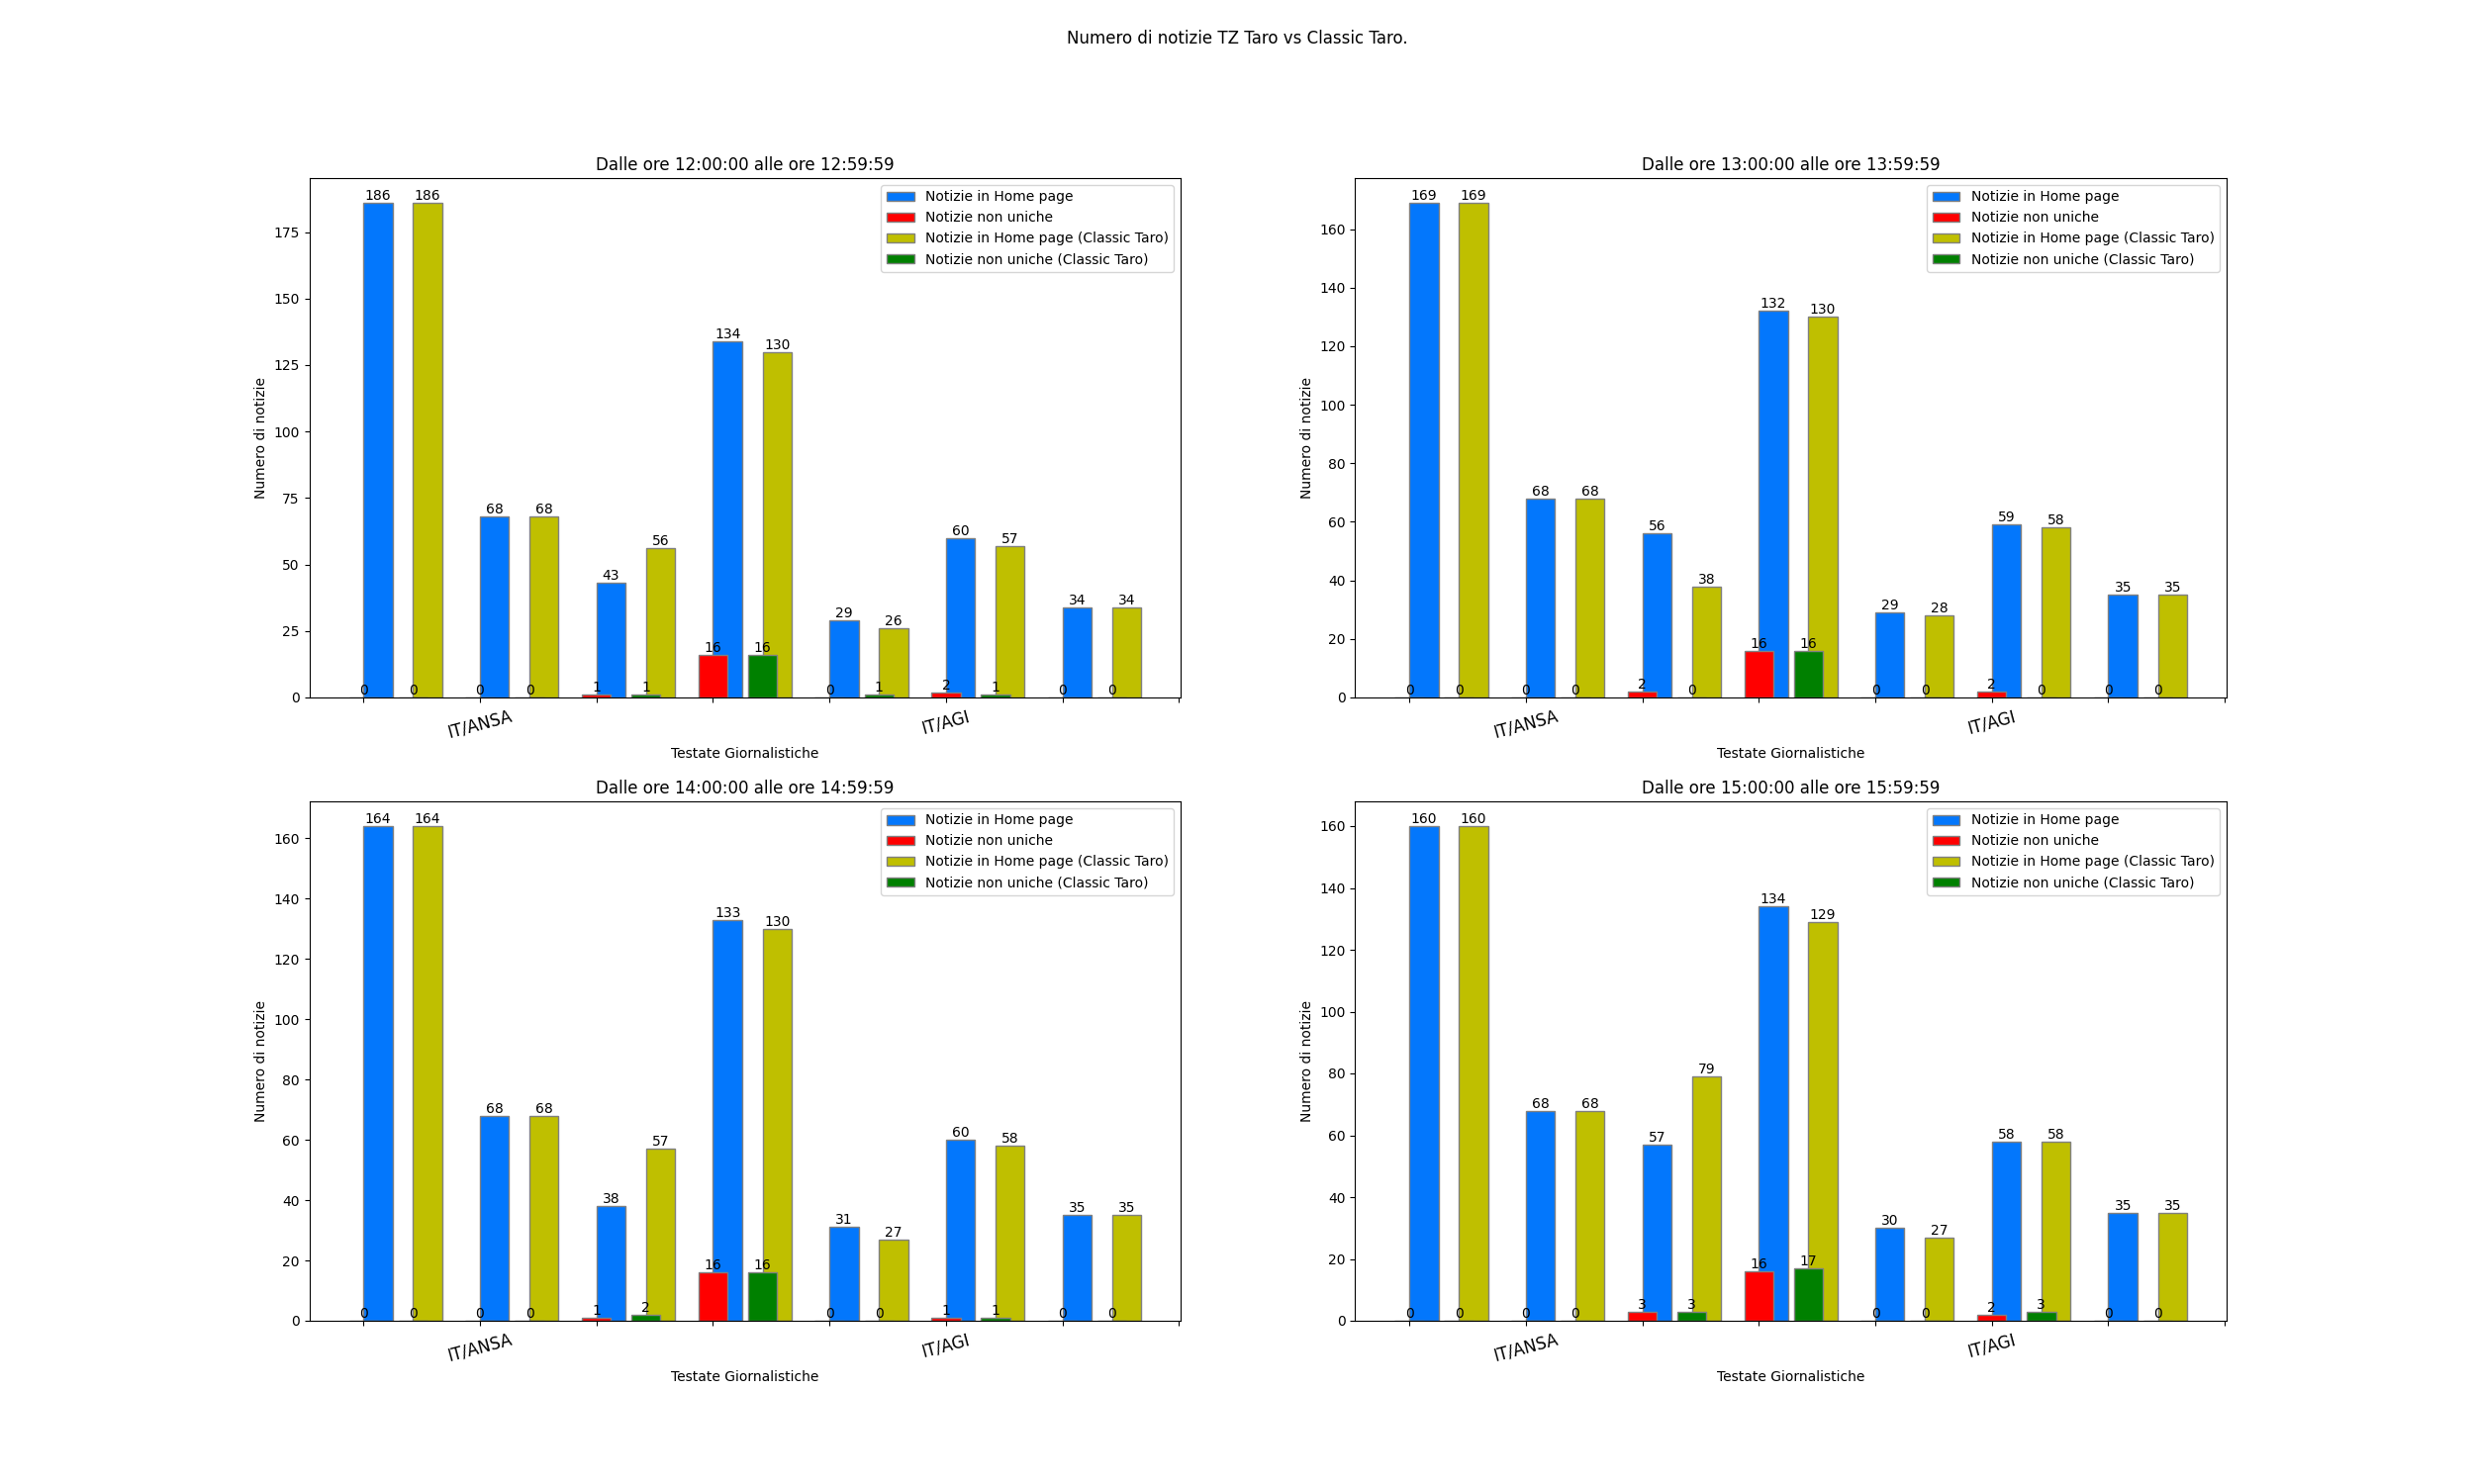 Numero di notizie TZ Taro vs Classic Taro.
Dalle ore 12:00:00 alle ore 12:59:59
Numero di notizie
175
150
125
100
75
50
25
0
Notizie in Home page
Notizie non uniche
Notizie in Home page (Classic Taro)
Notizie non uniche (Classic Taro)
186 186
134 130
68 68 43 56 29 26 60 57 34 34
0 0 0 0 1 1 16 16 0 1 2 1 0 0
IT/ANSA IT/AGI
Testate Giornalistiche
Dalle ore 13:00:00 alle ore 13:59:59
Numero di notizie
160
140
120
100
80
60
40
20
0
Notizie in Home page
Notizie non uniche
Notizie in Home page (Classic Taro)
Notizie non uniche (Classic Taro)
169 169
132 130
68 68 56 38 29 28 59 58 35 35
0 0 0 0 2 0 16 16 0 0 2 0 0 0
IT/ANSA IT/AGI
Testate Giornalistiche
Dalle ore 14:00:00 alle ore 14:59:59
Numero di notizie
160
140
120
100
80
60
40
20
0
Notizie in Home page
Notizie non uniche
Notizie in Home page (Classic Taro)
Notizie non uniche (Classic Taro)
164 164
133 130
68 68 38 57 31 27 60 58 35 35
0 0 0 0 1 2 16 16 0 0 1 1 0 0
IT/ANSA IT/AGI
Testate Giornalistiche
Dalle ore 15:00:00 alle ore 15:59:59
Numero di notizie
160
140
120
100
80
60
40
20
0
Notizie in Home page
Notizie non uniche
Notizie in Home page (Classic Taro)
Notizie non uniche (Classic Taro)
160 160
134 129
68 68 57 79 30 27 58 58 35 35
0 0 0 0 3 3 16 17 0 0 2 3 0 0
IT/ANSA IT/AGI
Testate Giornalistiche